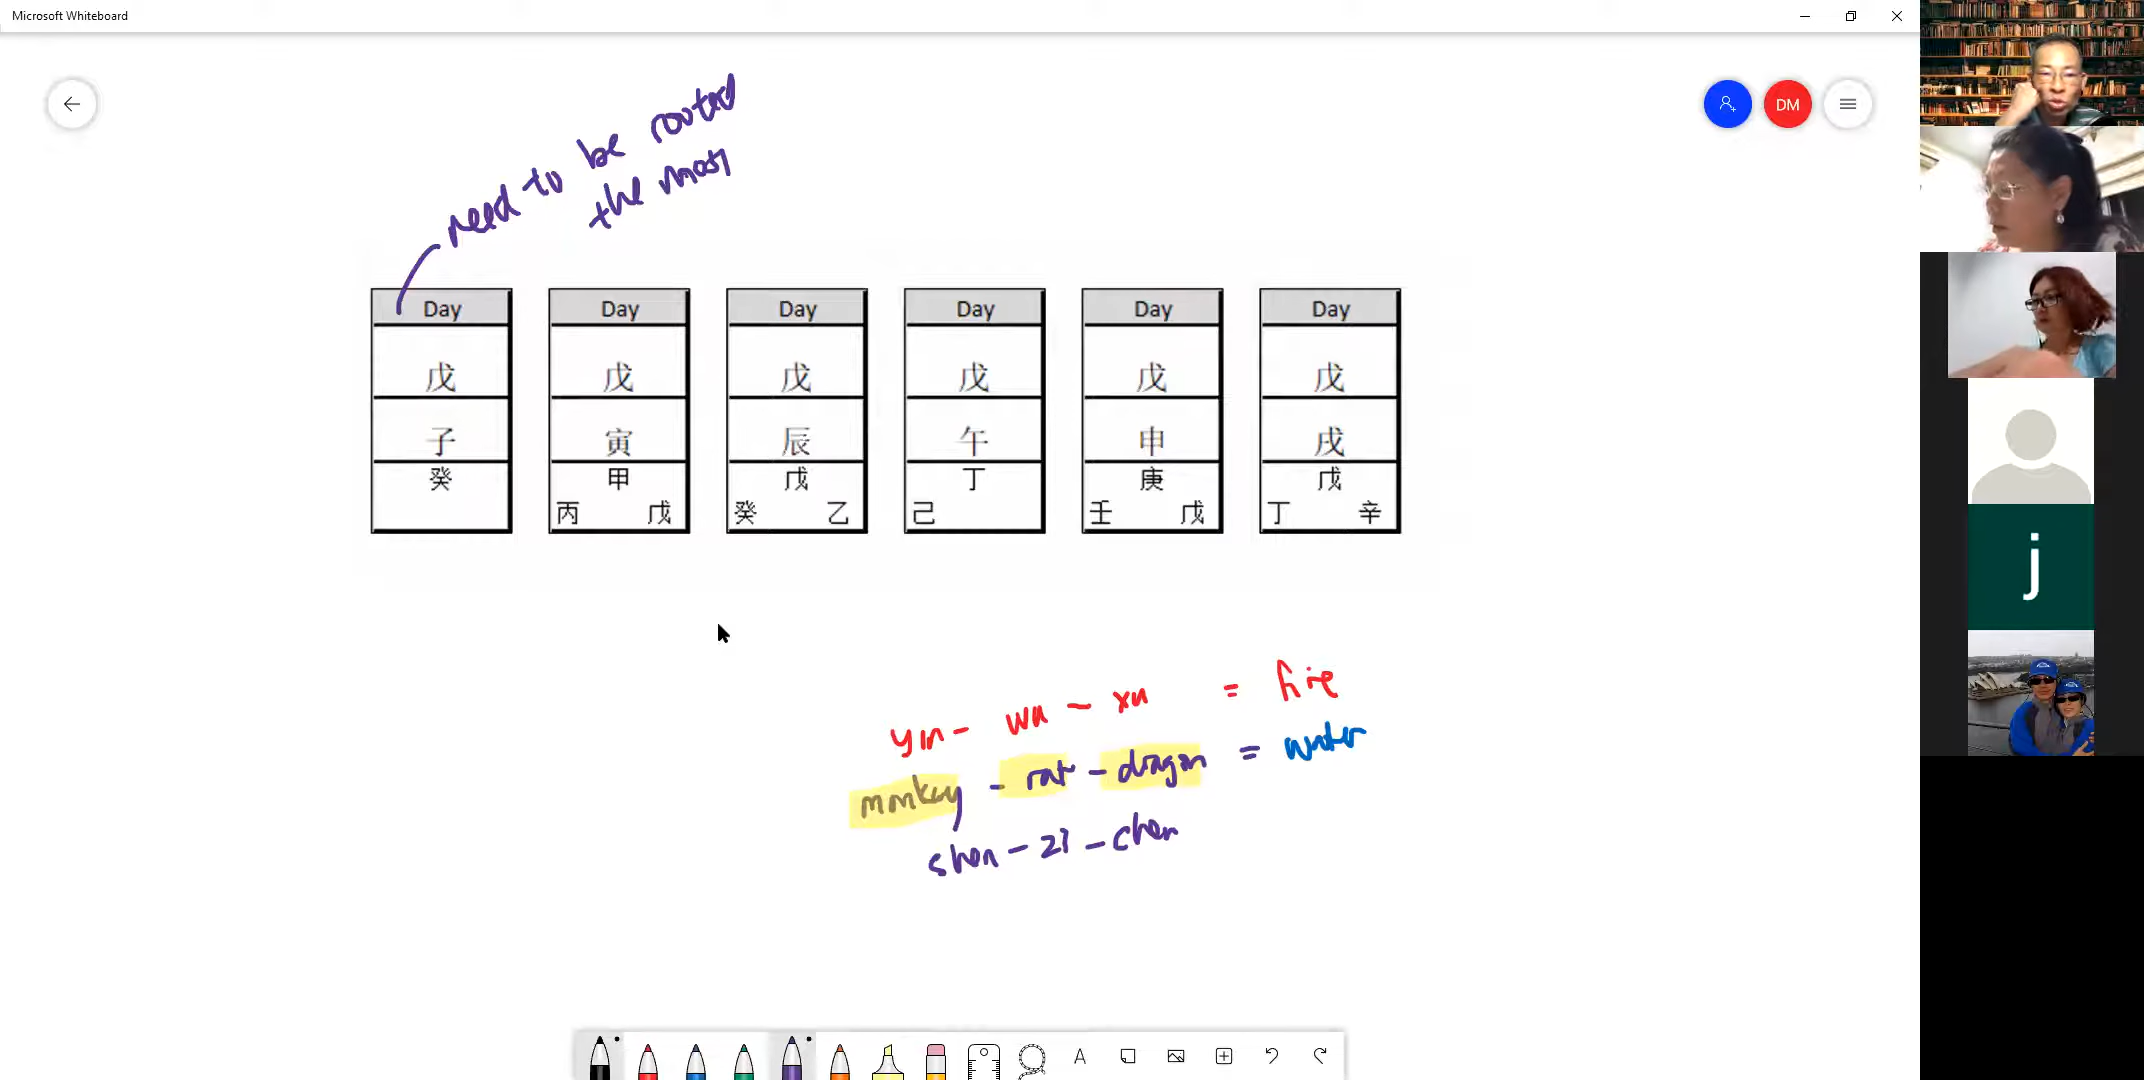 Microsoft Whiteboard
DM
need to be rooted
the most
Day Day Day Day Day Day
戊 戊 戊 戊 戊 戊
子 寅 辰 午 申 戌
癸 甲 戊 丁 庚 戊
丙 戊 癸 乙 己 壬 戊 丁 辛
yin - wu - xu = fire
monkey - rat - dragon = water
shen - zi - chen
j
A